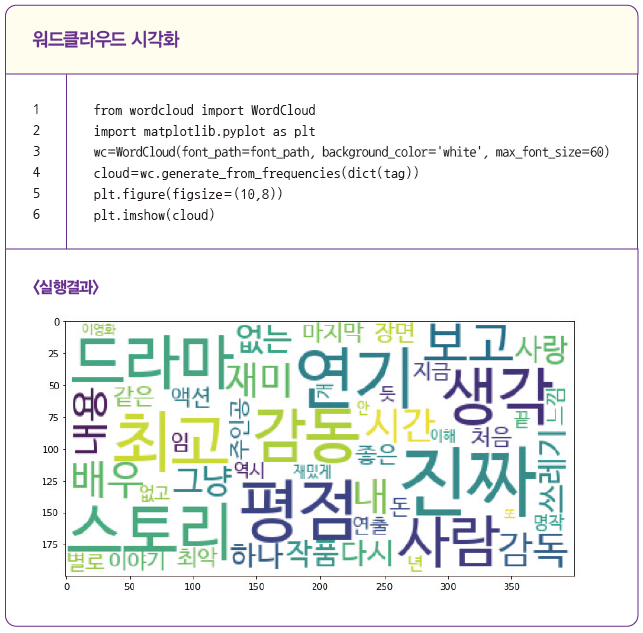 워드클라우드 시각화
1 from wordcloud import WordCloud
2 import matplotlib.pyplot as plt
3 wc=WordCloud(font_path=font_path, background_color='white', max_font_size=60)
4 cloud=wc.generate_from_frequencies(dict(tag))
5 plt.figure(figsize=(10,8))
6 plt.imshow(cloud)
<실행결과>
0
25
50
75
100
125
150
175
이영화 없는 마지막 장면 보고 사랑
드라마 재미 연기 지금 생각
내용 같은 액션 개 듯 느낌
최고 임 주인공 감동 안 시간 이해 처음 끝
배우 없고 그냥 역시 재밌게 좋은 진짜 쓰레기
스토리 평점 내 돈 연출 또 명작
별로 이야기 최악 하나 작품 다시 년 사람 감독
0 50 100 150 200 250 300 350